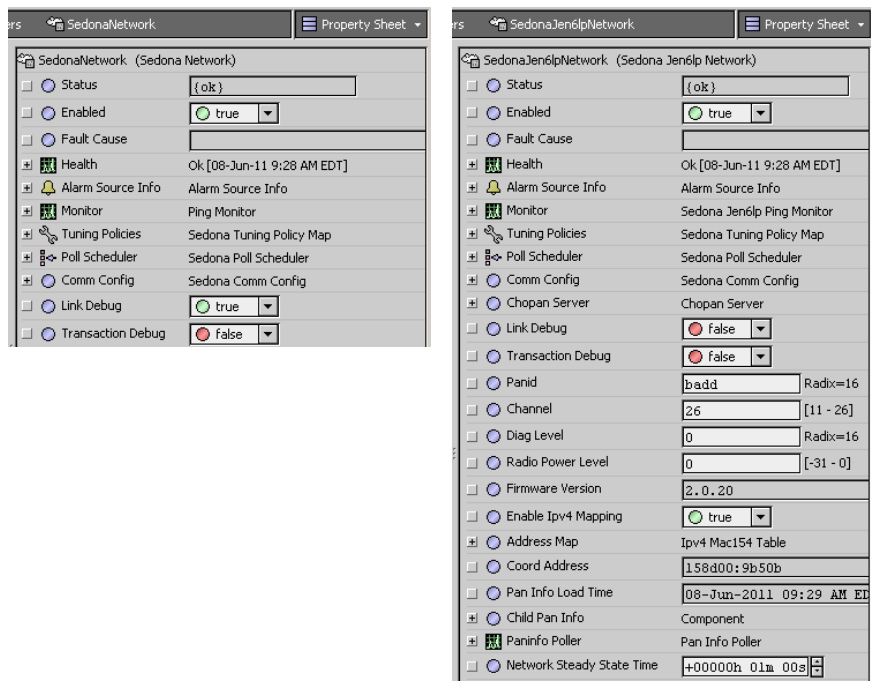 ers SedonaNetwork Property Sheet
SedonaNetwork (Sedona Network)
Status {ok}
Enabled true
Fault Cause
Health Ok [08-Jun-11 9:28 AM EDT]
Alarm Source Info Alarm Source Info
Monitor Ping Monitor
Tuning Policies Sedona Tuning Policy Map
Poll Scheduler Sedona Poll Scheduler
Comm Config Sedona Comm Config
Link Debug true
Transaction Debug false
rs SedonaJen6lpNetwork Property Sheet
SedonaJen6lpNetwork (Sedona Jen6lp Network)
Status {ok}
Enabled true
Fault Cause
Health Ok [08-Jun-11 9:28 AM EDT]
Alarm Source Info Alarm Source Info
Monitor Sedona Jen6lp Ping Monitor
Tuning Policies Sedona Tuning Policy Map
Poll Scheduler Sedona Poll Scheduler
Comm Config Sedona Comm Config
Chopan Server Chopan Server
Link Debug false
Transaction Debug false
Panid badd Radix=16
Channel 26 [11 - 26]
Diag Level 0 Radix=16
Radio Power Level 0 [-31 - 0]
Firmware Version 2.0.20
Enable Ipv4 Mapping true
Address Map Ipv4 Mac154 Table
Coord Address 158d00:9b50b
Pan Info Load Time 08-Jun-2011 09:29 AM ED
Child Pan Info Component
Paninfo Poller Pan Info Poller
Network Steady State Time +00000h 01m 00s